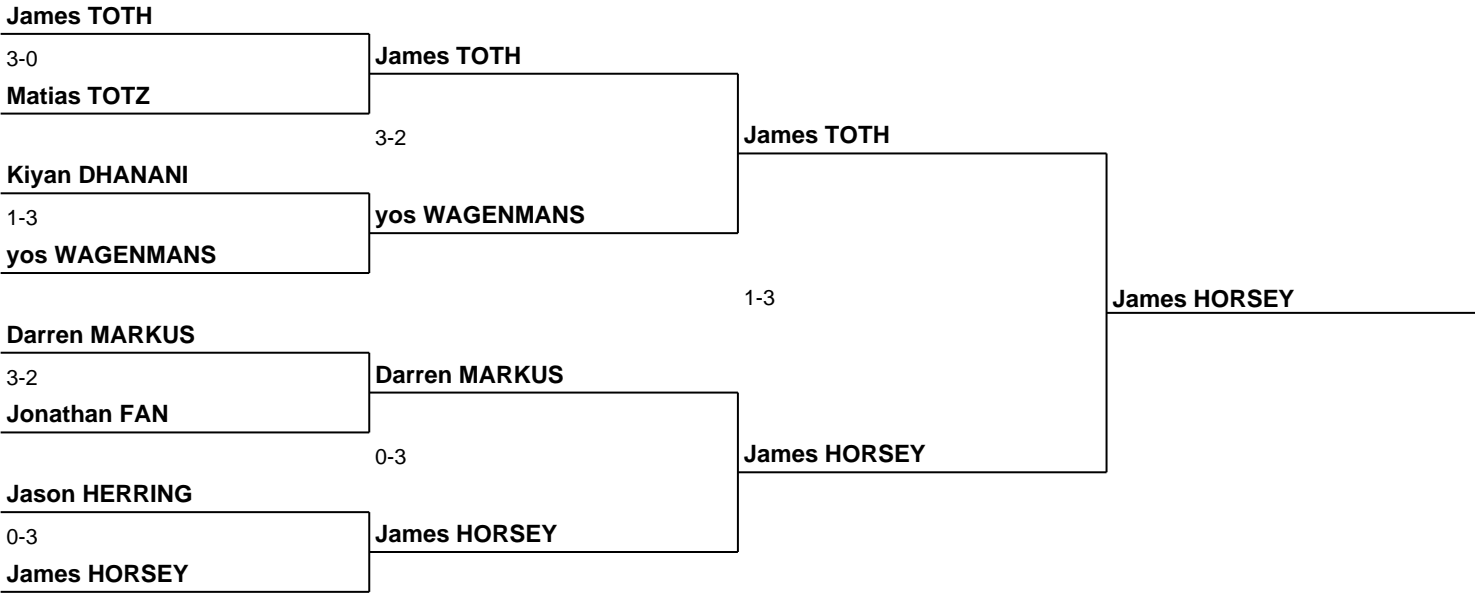 James TOTH
3-0
Matias TOTZ
Kiyan DHANANI
1-3
yos WAGENMANS
Darren MARKUS
3-2
Jonathan FAN
Jason HERRING
0-3
James HORSEY
James TOTH
3-2
yos WAGENMANS
Darren MARKUS
0-3
James HORSEY
James TOTH
1-3
James HORSEY
James HORSEY